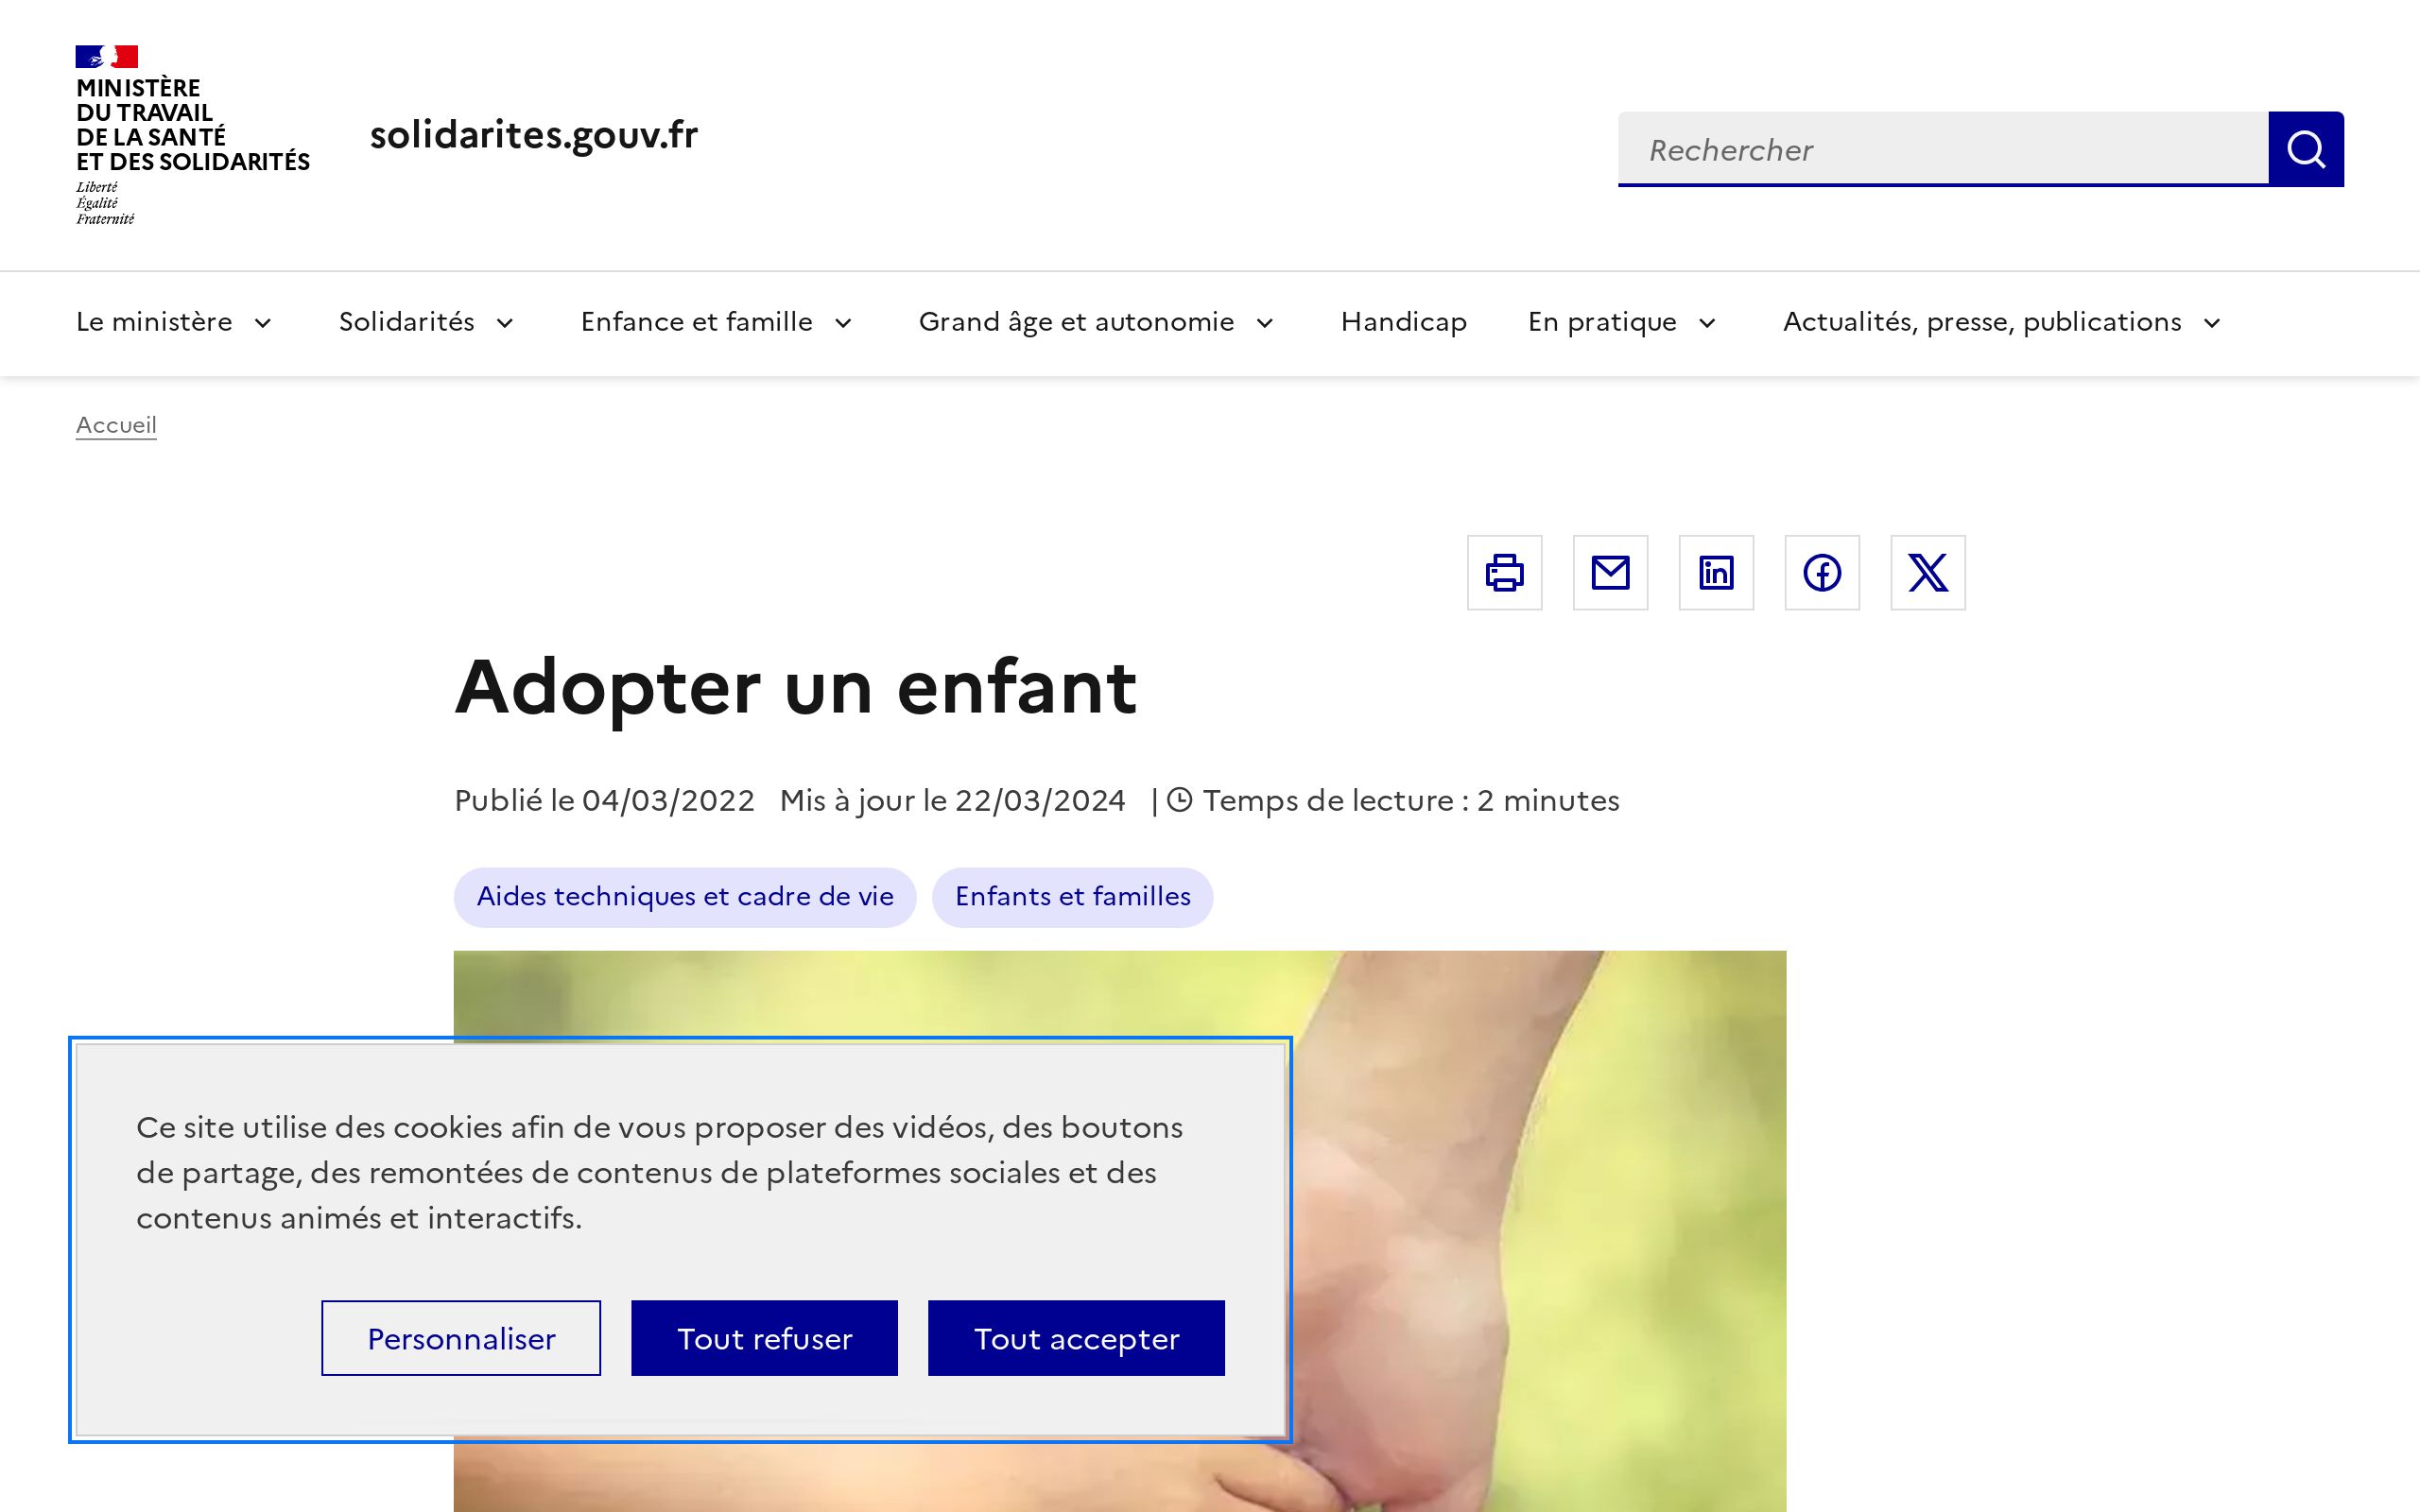 MINISTÈRE
DU TRAVAIL
DE LA SANTÉ
ET DES SOLIDARITÉS
Liberté
Égalité
Fraternité
solidarites.gouv.fr
Rechercher
Le ministère
Solidarités
Enfance et famille
Grand âge et autonomie
Handicap
En pratique
Actualités, presse, publications
Accueil
Adopter un enfant
Publié le 04/03/2022 Mis à jour le 22/03/2024 | Temps de lecture : 2 minutes
Aides techniques et cadre de vie
Enfants et familles
Ce site utilise des cookies afin de vous proposer des vidéos, des boutons
de partage, des remontées de contenus de plateformes sociales et des
contenus animés et interactifs.
Personnaliser
Tout refuser
Tout accepter